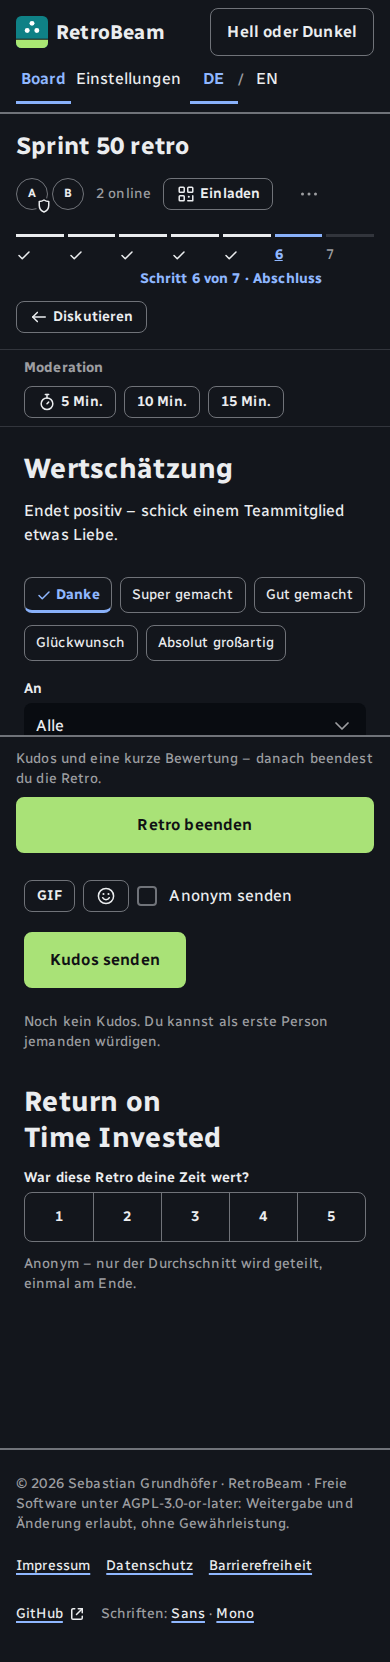 RetroBeam
Hell oder Dunkel
Board Einstellungen DE / EN
Sprint 50 retro
A B 2 online Einladen
6 7
Schritt 6 von 7 · Abschluss
Diskutieren
Moderation
5 Min. 10 Min. 15 Min.
Wertschätzung
Endet positiv – schick einem Teammitglied
etwas Liebe.
Danke Super gemacht Gut gemacht
Glückwunsch Absolut großartig
An
Alle
Kudos und eine kurze Bewertung – danach beendest
du die Retro.
Retro beenden
GIF Anonym senden
Kudos senden
Noch kein Kudos. Du kannst als erste Person
jemanden würdigen.
Return on
Time Invested
War diese Retro deine Zeit wert?
1 2 3 4 5
Anonym – nur der Durchschnitt wird geteilt,
einmal am Ende.
© 2026 Sebastian Grundhöfer · RetroBeam · Freie
Software unter AGPL-3.0-or-later: Weitergabe und
Änderung erlaubt, ohne Gewährleistung.
Impressum Datenschutz Barrierefreiheit
GitHub Schriften: Sans · Mono